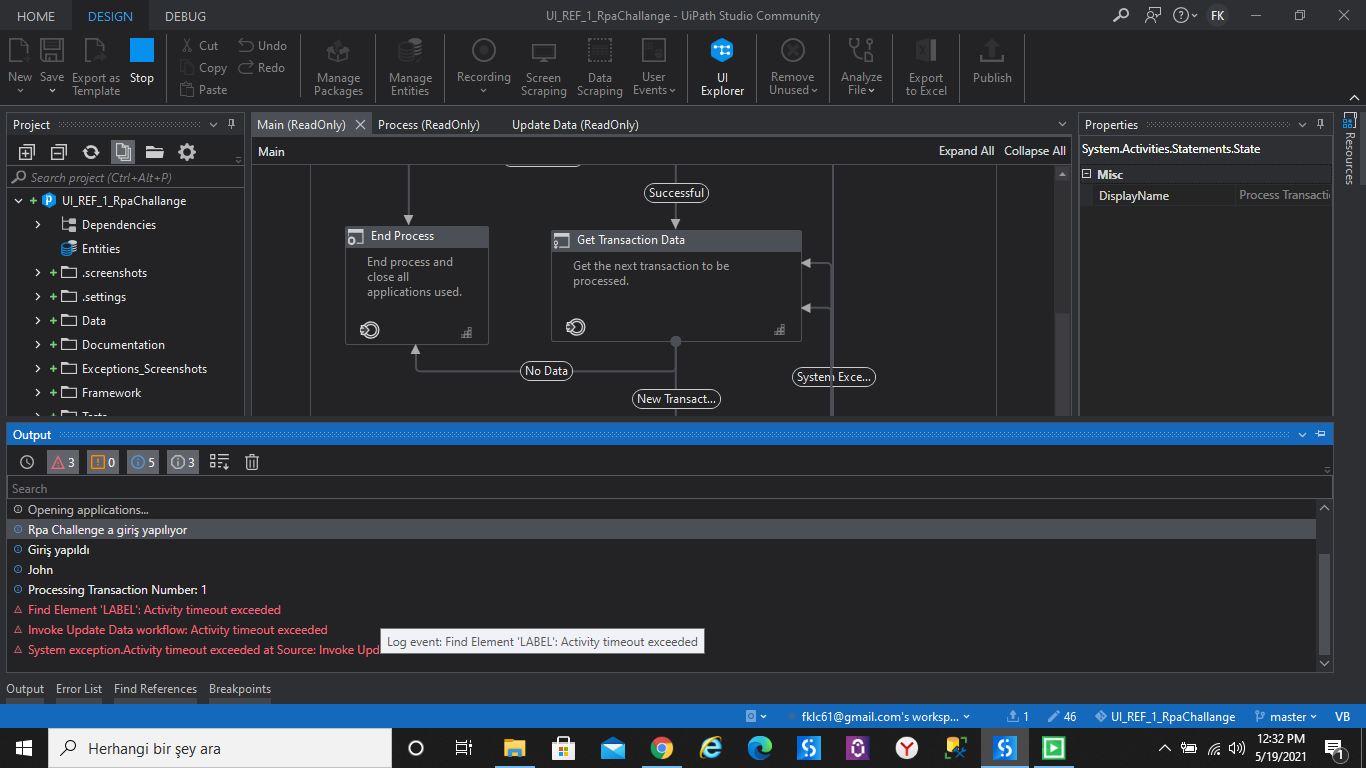 HOME DESIGN DEBUG UI_REF_1_RpaChallange - UiPath Studio Community FK
New Save Export as Template Stop Cut Copy Paste Undo Redo Manage Packages Manage Entities Recording Screen Scraping Data Scraping User Events UI Explorer Remove Unused Analyze File Export to Excel Publish
Project
Search project (Ctrl+Alt+P)
UI_REF_1_RpaChallange
Dependencies
Entities
.screenshots
.settings
Data
Documentation
Exceptions_Screenshots
Framework
Tests
Main (ReadOnly) Process (ReadOnly) Update Data (ReadOnly)
Main Expand All Collapse All
Successful
End Process
End process and
close all
applications used.
Get Transaction Data
Get the next transaction to be
processed.
No Data
System Exce...
New Transact...
Properties
System.Activities.Statements.State
Misc
DisplayName Process Transacti
Resources
Output
3 0 5 3
Search
Opening applications...
Rpa Challenge a giriş yapılıyor
Giriş yapıldı
John
Processing Transaction Number: 1
Find Element 'LABEL': Activity timeout exceeded
Invoke Update Data workflow: Activity timeout exceeded
System exception.Activity timeout exceeded at Source: Invoke Upd
Log event: Find Element 'LABEL': Activity timeout exceeded
Output Error List Find References Breakpoints
fklc61@gmail.com's worksp... 1 46 UI_REF_1_RpaChallange master VB
Herhangi bir şey ara
12:32 PM
5/19/2021
1